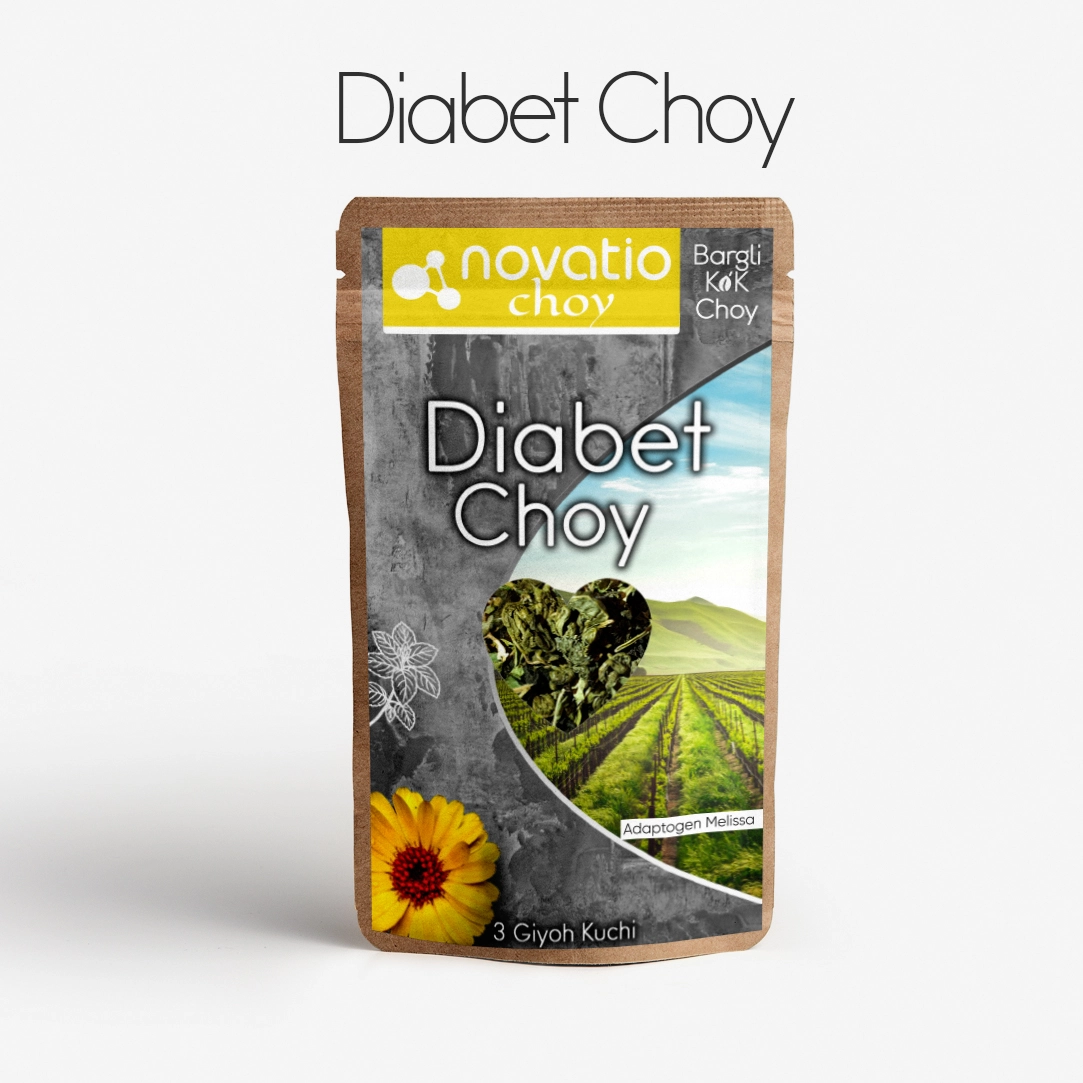 Diabet Choy
novatio
choy
Bargli
Ko'K
Choy
Diabet
Choy
Adaptogen Melissa
3 Giyoh Kuchi